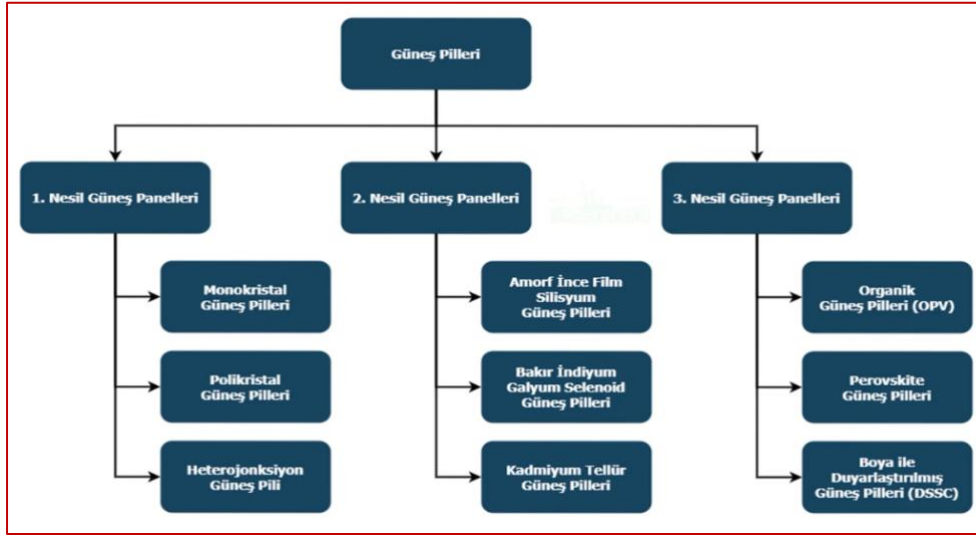 Güneş Pilleri
1. Nesil Güneş Panelleri
2. Nesil Güneş Panelleri
3. Nesil Güneş Panelleri
Monokristal
Güneş Pilleri
Polikristal
Güneş Pilleri
Heterojonksiyon
Güneş Pili
Amorf İnce Film
Silisyum
Güneş Pilleri
Bakır İndiyum
Galyum Selenoid
Güneş Pilleri
Kadmiyum Tellür
Güneş Pilleri
Organik
Güneş Pilleri (OPV)
Perovskite
Güneş Pilleri
Boya ile
Duyarlaştırılmış
Güneş Pilleri (DSSC)